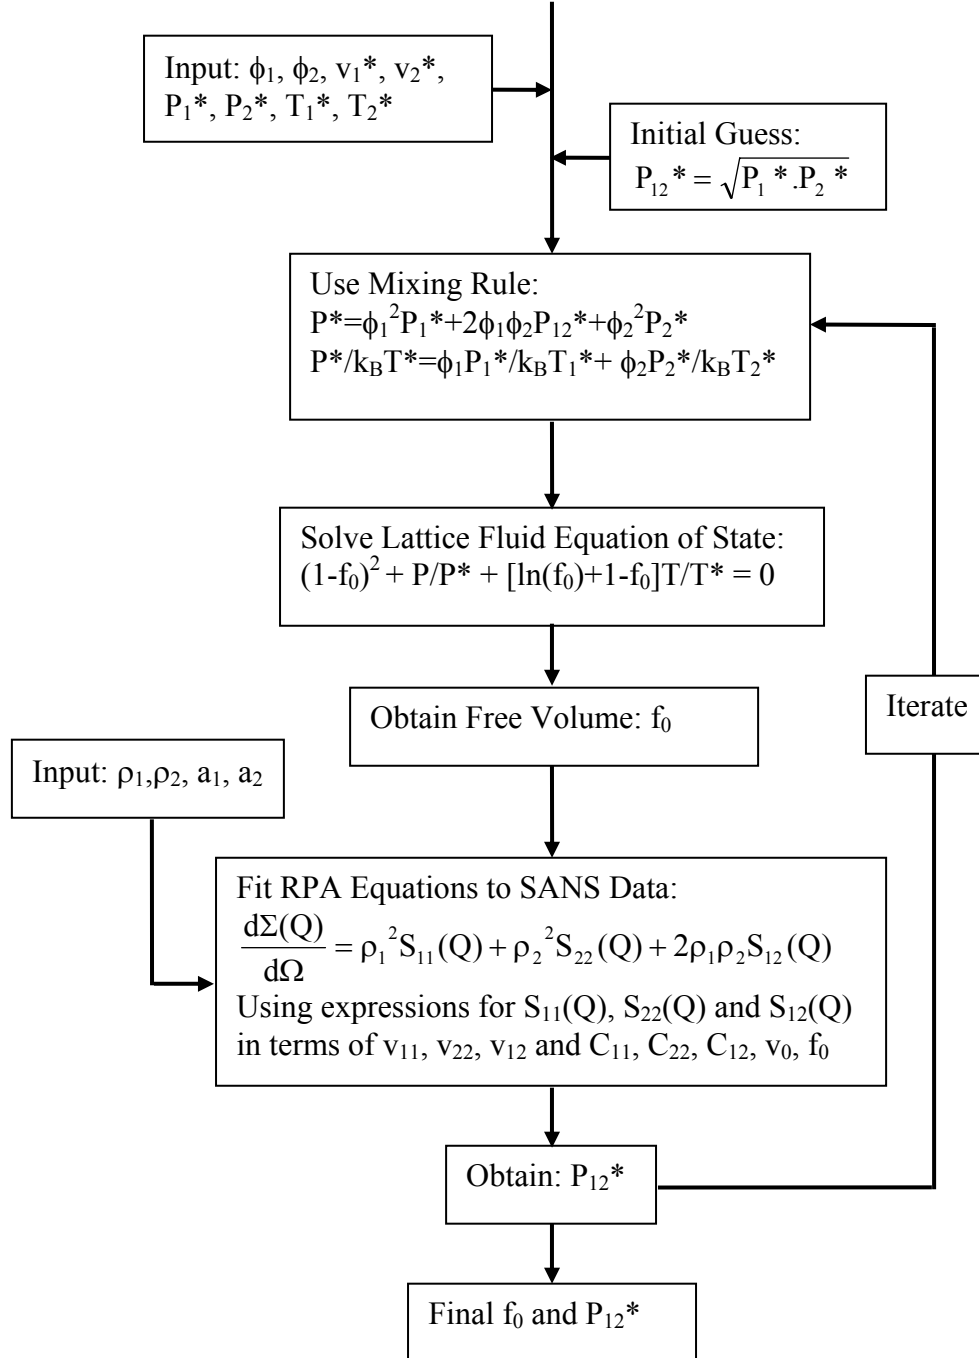 Input: ϕ₁, ϕ₂, v₁*, v₂*,
P₁*, P₂*, T₁*, T₂*
Initial Guess:
P₁₂* = √(P₁ * .P₂ *)
Use Mixing Rule:
P*=ϕ₁²P₁*+2ϕ₁ϕ₂P₁₂*+ϕ₂²P₂*
P*/k_BT*=ϕ₁P₁*/k_BT₁*+ ϕ₂P₂*/k_BT₂*
Solve Lattice Fluid Equation of State:
(1-f₀)² + P/P* + [ln(f₀)+1-f₀]T/T* = 0
Obtain Free Volume: f₀
Iterate
Input: ρ₁,ρ₂, a₁, a₂
Fit RPA Equations to SANS Data:
dΣ(Q)/dΩ = ρ₁²S₁₁(Q) + ρ₂²S₂₂(Q) + 2ρ₁ρ₂S₁₂(Q)
Using expressions for S₁₁(Q), S₂₂(Q) and S₁₂(Q)
in terms of v₁₁, v₂₂, v₁₂ and C₁₁, C₂₂, C₁₂, v₀, f₀
Obtain: P₁₂*
Final f₀ and P₁₂*